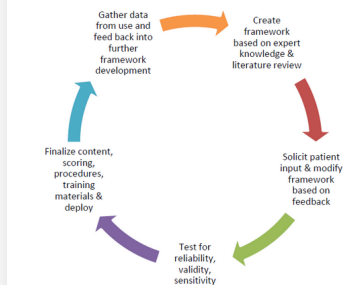 Gather data
from use and
feed back into
further
framework
development
Create
framework
based on expert
knowledge &
literature review
Solicit patient
input & modify
framework
based on
feedback
Test for
reliability,
validity,
sensitivity
Finalize content,
scoring,
procedures,
training
materials &
deploy